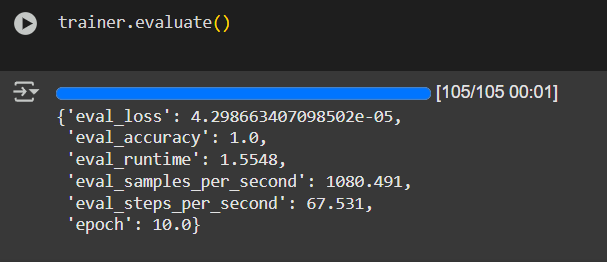 trainer.evaluate()
[105/105 00:01]
{'eval_loss': 4.298663407098502e-05,
'eval_accuracy': 1.0,
'eval_runtime': 1.5548,
'eval_samples_per_second': 1080.491,
'eval_steps_per_second': 67.531,
'epoch': 10.0}